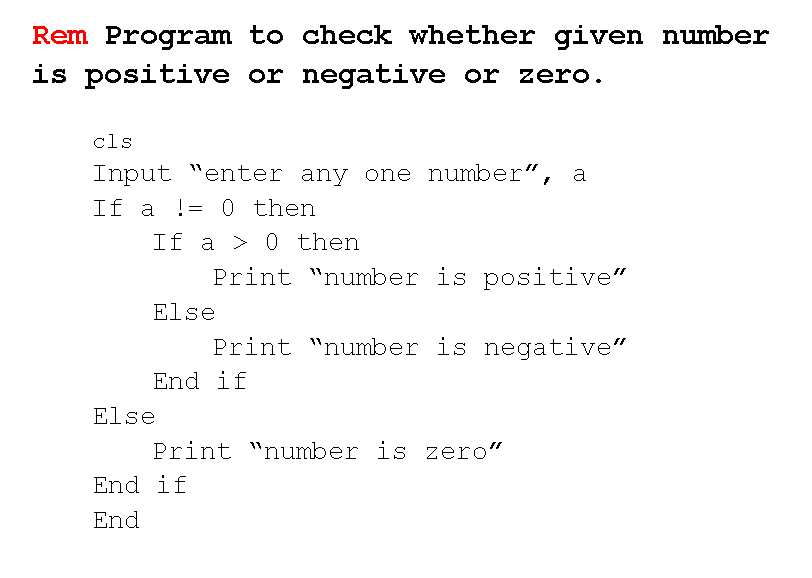 Rem Program to check whether given number
is positive or negative or zero.
cls
Input “enter any one number”, a
If a != 0 then
If a > 0 then
Print “number is positive”
Else
Print “number is negative”
End if
Else
Print “number is zero”
End if
End